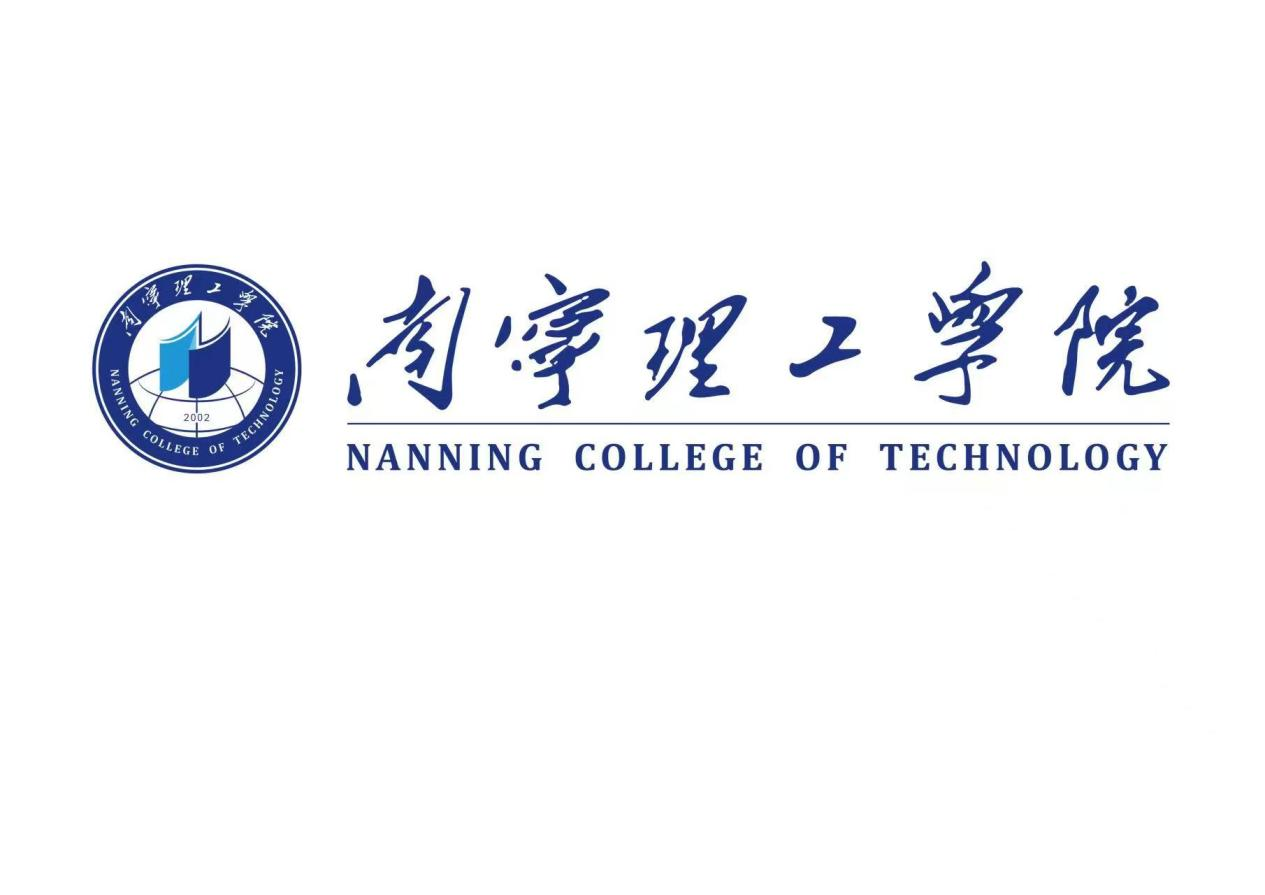 南寧理工學院
2002
NANNING COLLEGE OF TECHNOLOGY
南寧理工學院
NANNING COLLEGE OF TECHNOLOGY